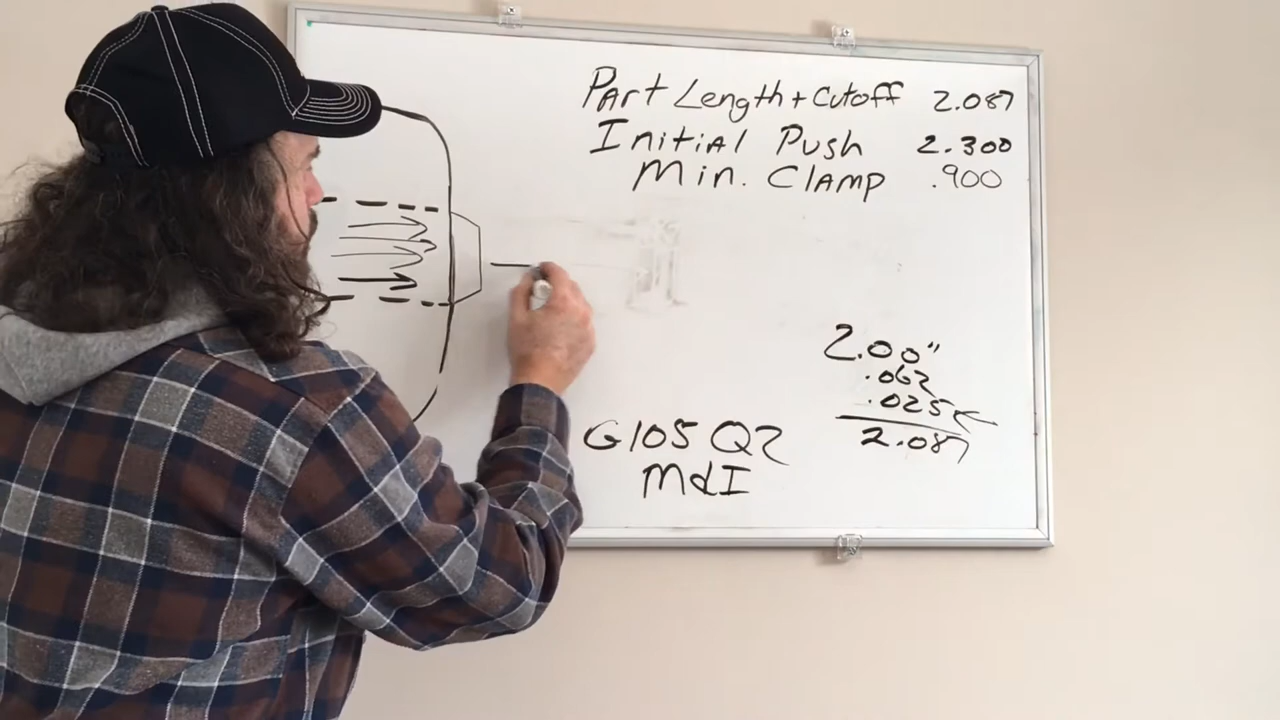 Part Length + Cutoff 2.087
Initial Push 2.300
Min. Clamp .900
2.00"
.062
.025
2.087
G105 Q2
MdI